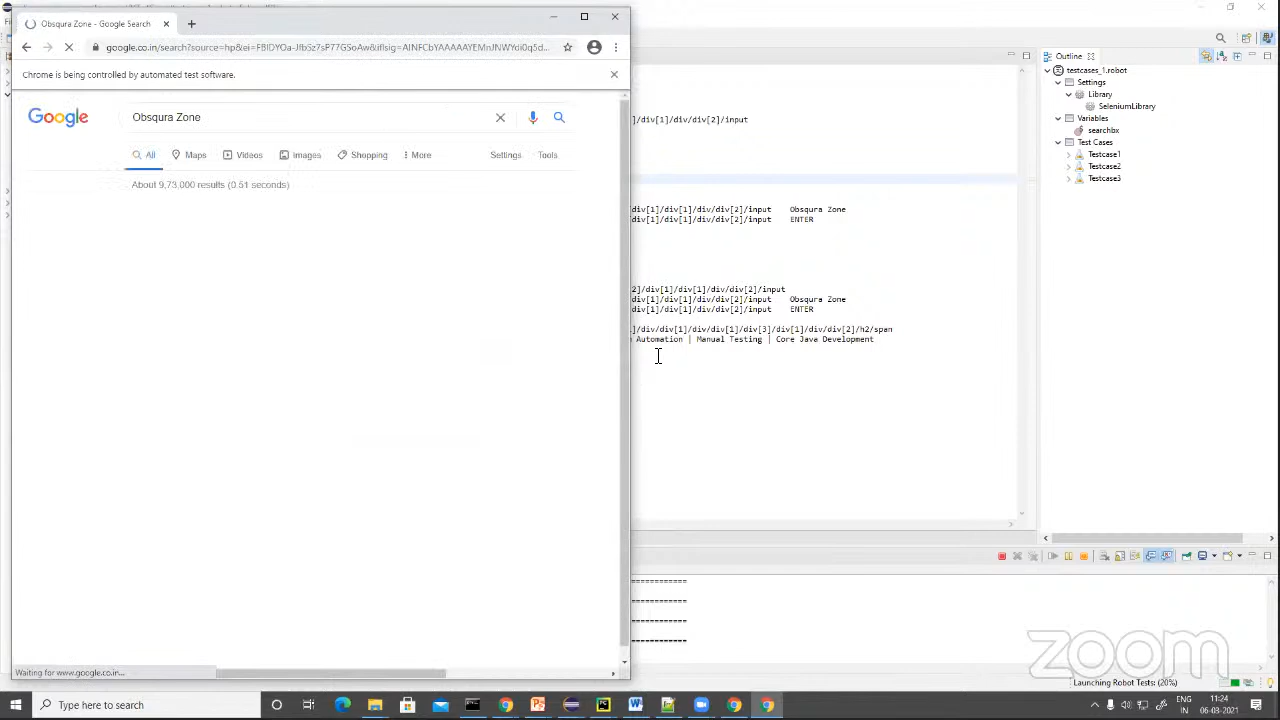 Obsqura Zone - Google Search
google.co.in/search?source=hp&ei=
Chrome is being controlled by automated test software.
Google
Obsqura Zone
All
Maps
Videos
Images
Shopping
More
Settings
Tools
About 9,73,000 results (0.51 seconds)
Waiting for www.google.co.in...
]/div[1]/div/div[2]/input
/div[1]/div[1]/div/div[2]/input Obsqura Zone
/div[1]/div[1]/div/div[2]/input ENTER
2]/div[1]/div[1]/div/div[2]/input
/div[1]/div[1]/div/div[2]/input Obsqura Zone
/div[1]/div[1]/div/div[2]/input ENTER
]/div/div[1]/div/div[1]/div[3]/div[1]/div/div[2]/h2/span
Automation | Manual Testing | Core Java Development
Outline
testcases_1.robot
Settings
Library
SeleniumLibrary
Variables
searchbx
Test Cases
Testcase1
Testcase2
Testcase3
============
============
============
============
zoom
Launching Robot Tests: (20%)
Type here to search
ENG
11:24
06-08-2021